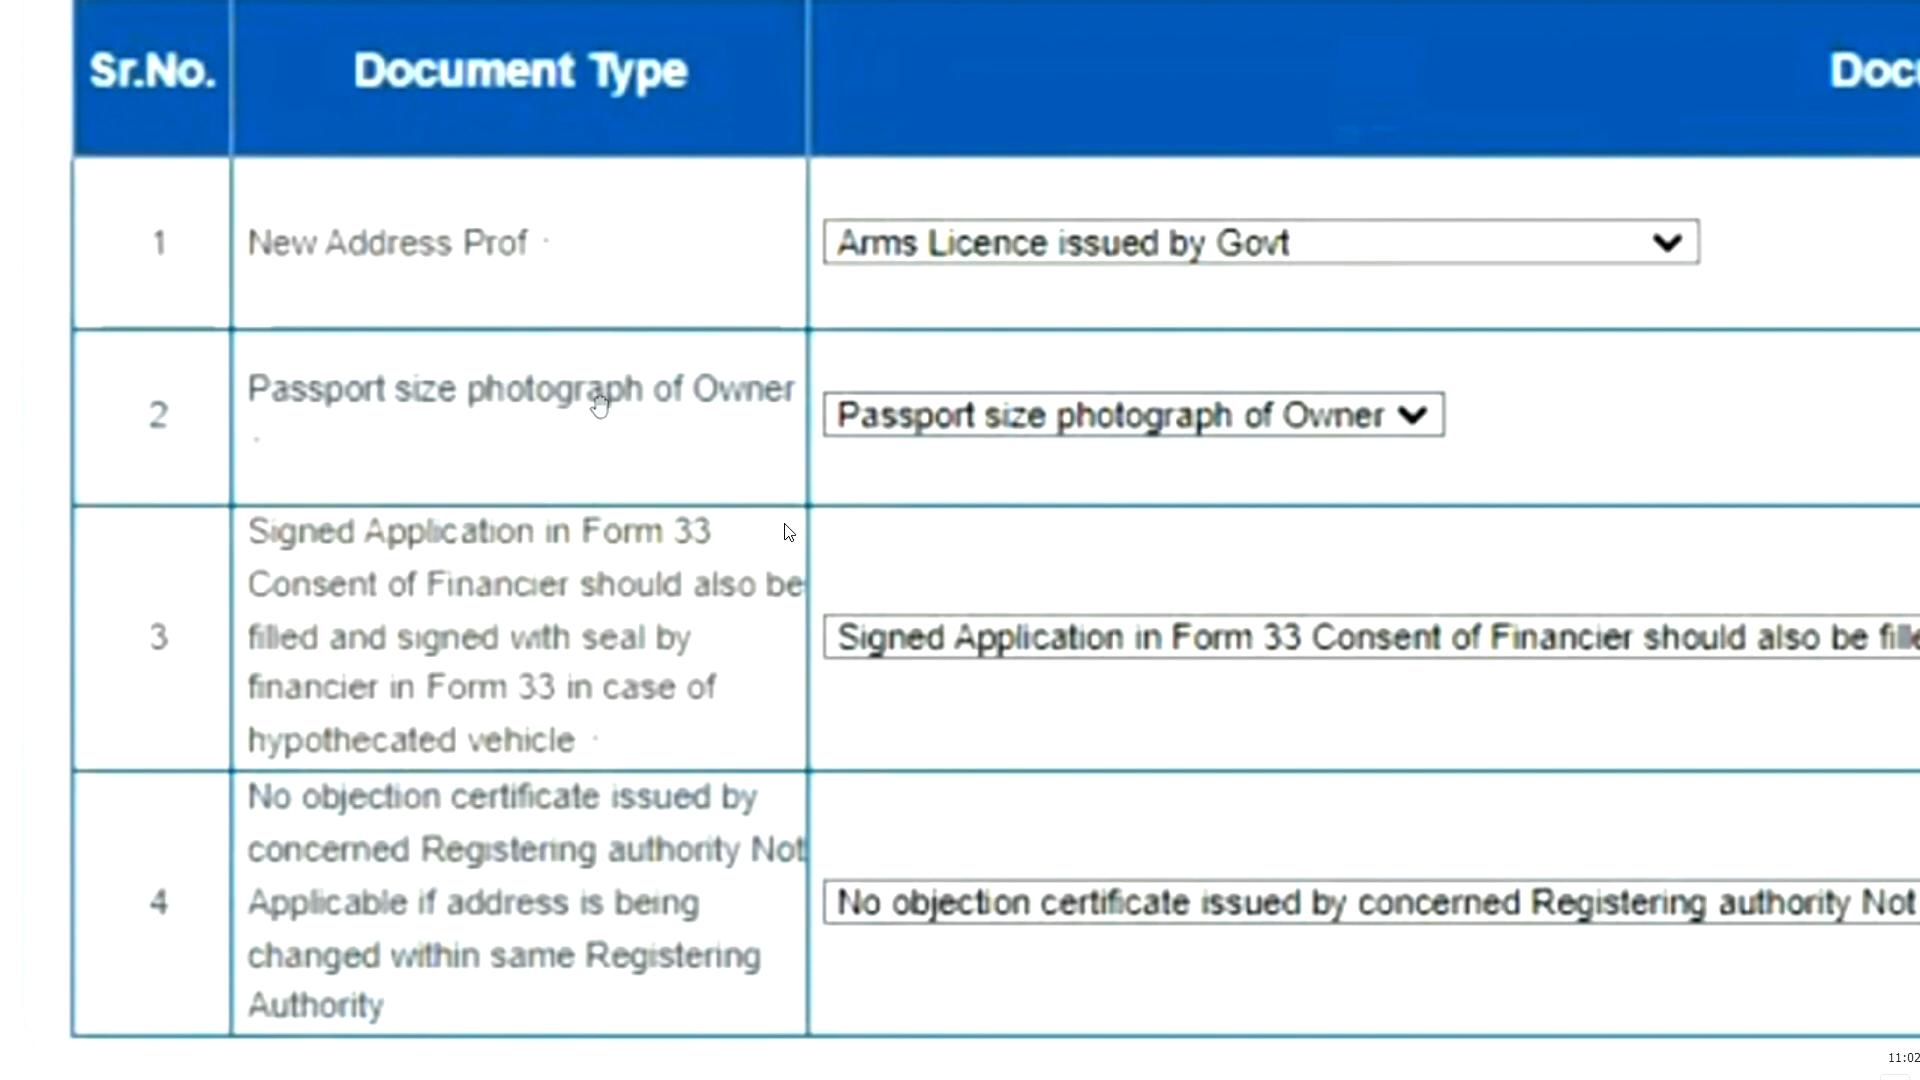 Sr.No. Document Type
1 New Address Prof Arms Licence issued by Govt
2 Passport size photograph of Owner Passport size photograph of Owner
3 Signed Application in Form 33
Consent of Financier should also be
filled and signed with seal by
financier in Form 33 in case of
hypothecated vehicle
Signed Application in Form 33 Consent of Financier should also be
4 No objection certificate issued by
concerned Registering authority Not
Applicable if address is being
changed within same Registering
Authority
No objection certificate issued by concerned Registering authority Not
11:02